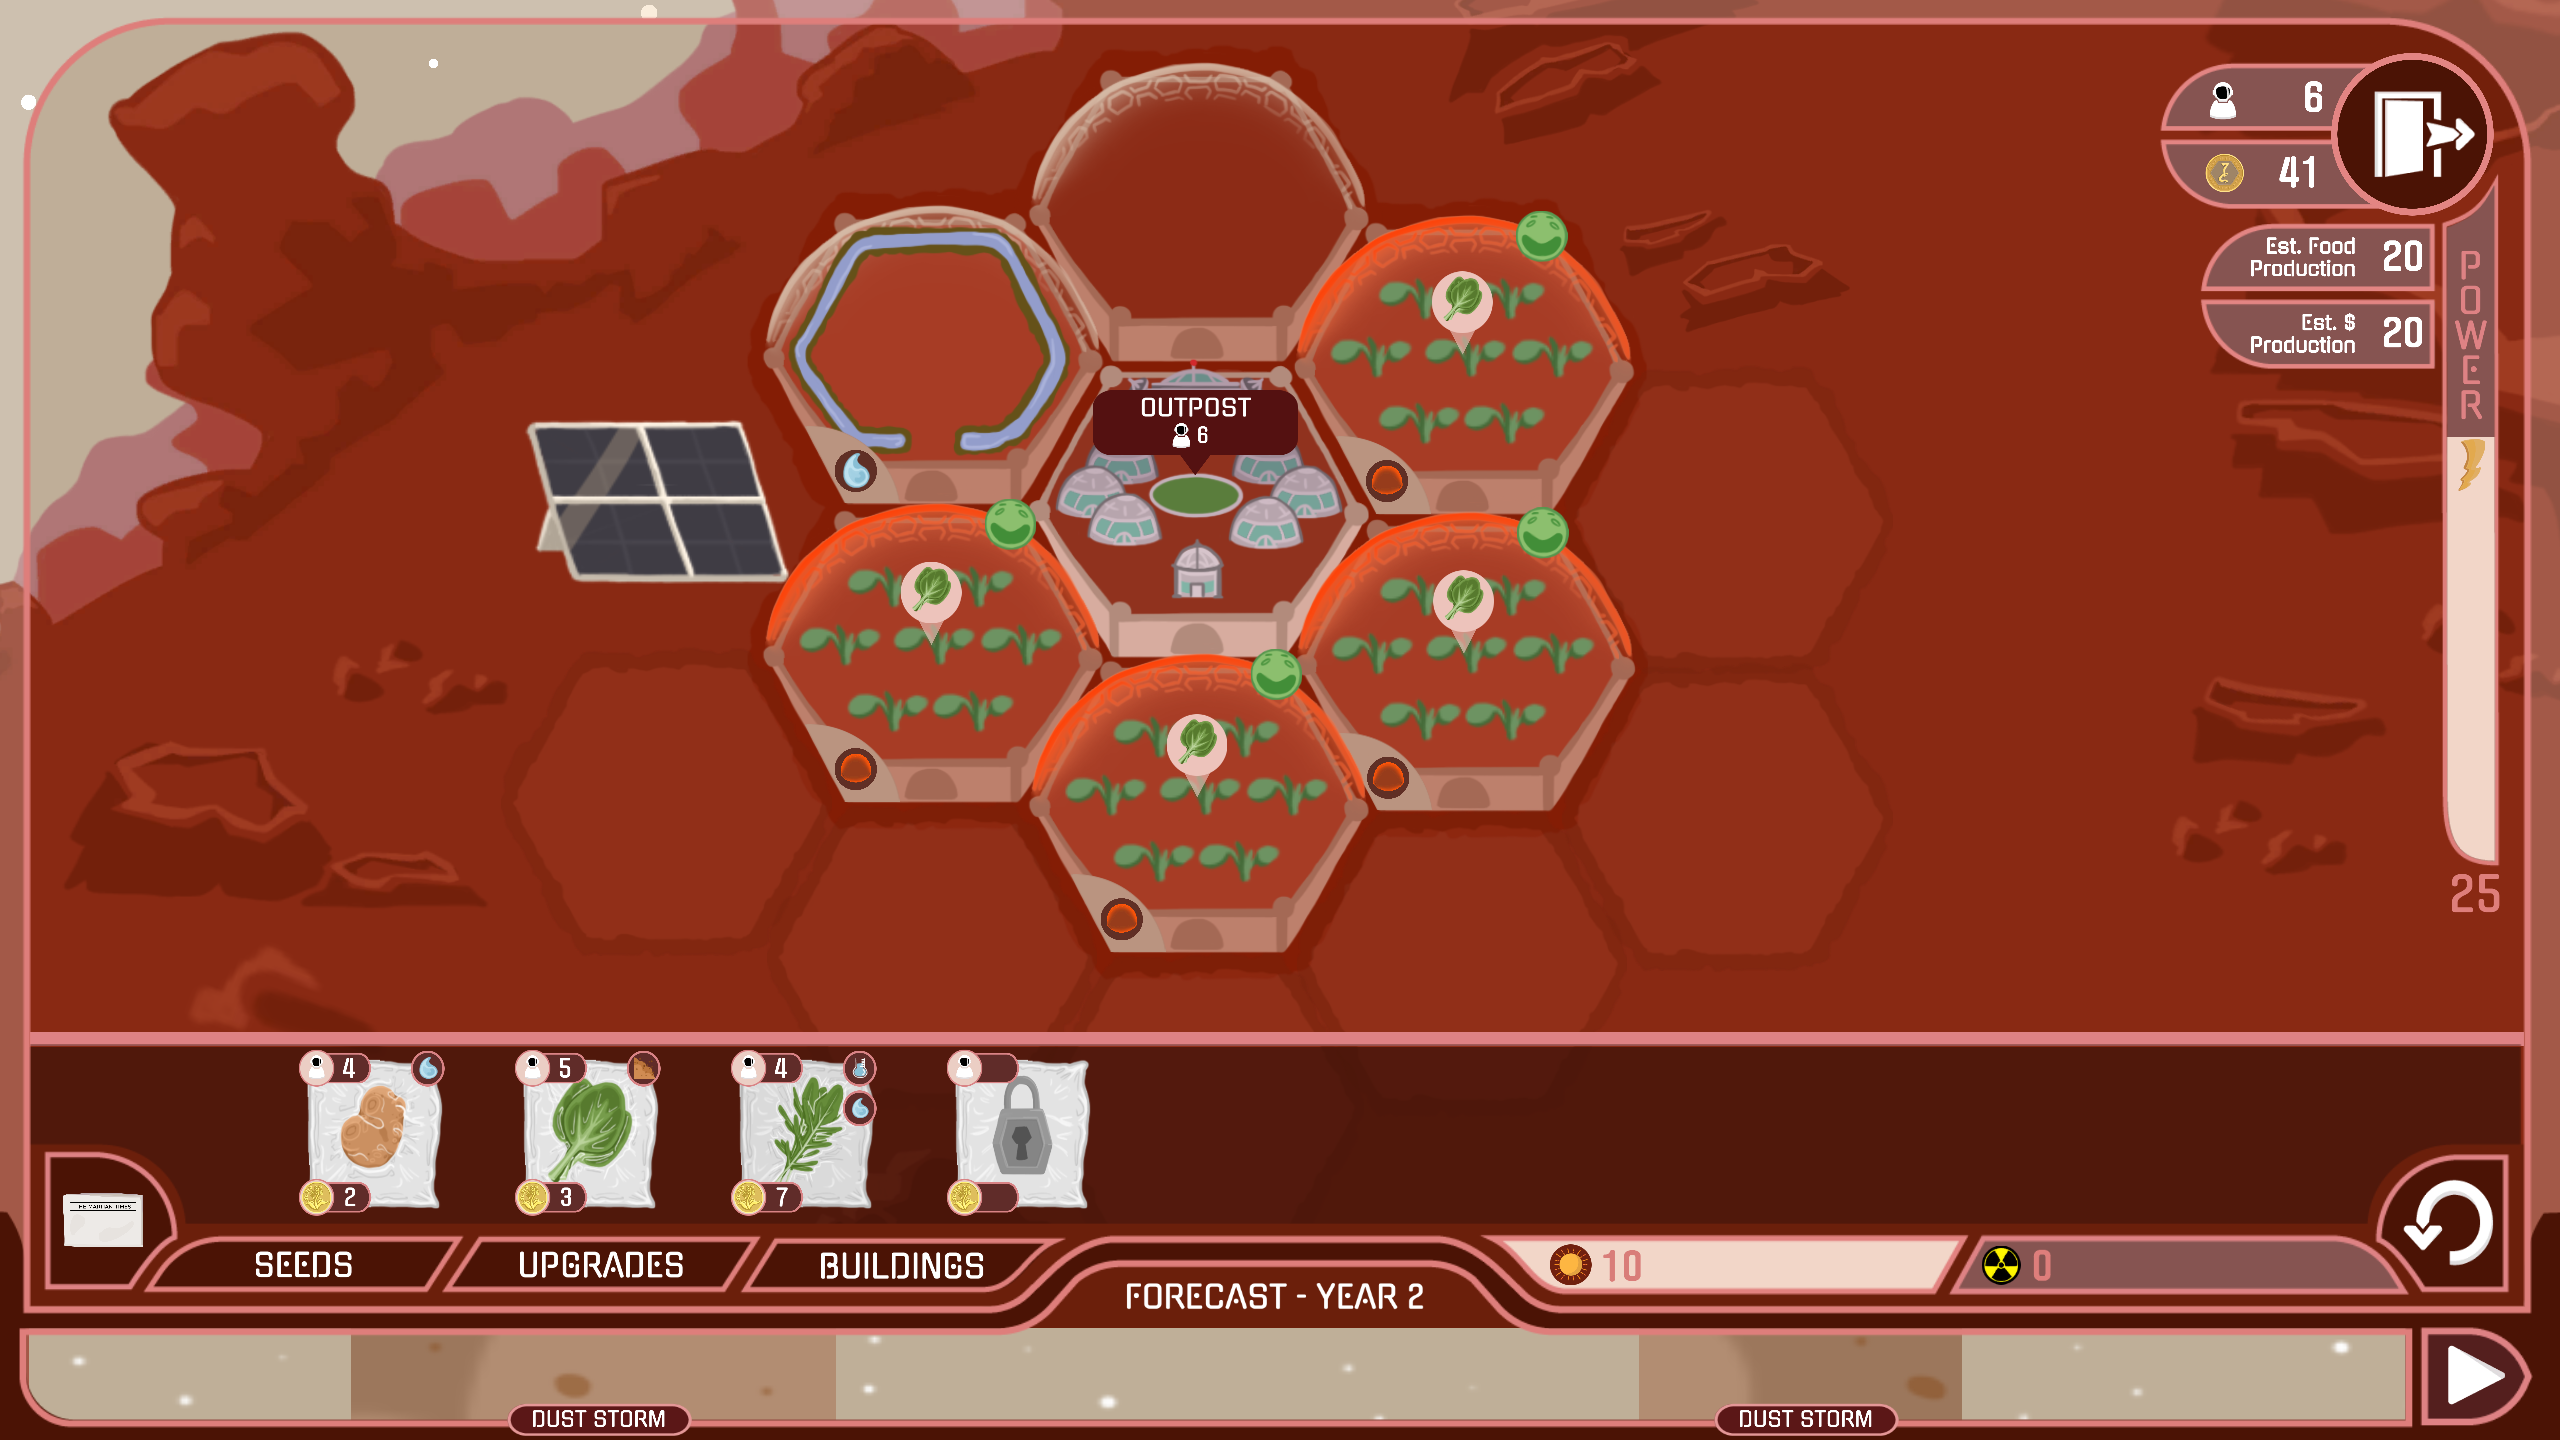 6
41
Est. Food
Production
20
Est. $
Production
20
POWER
25
OUTPOST
6
4
5
4
2
3
7
SEEDS
UPGRADES
BUILDINGS
FORECAST - YEAR 2
10
0
DUST STORM
DUST STORM